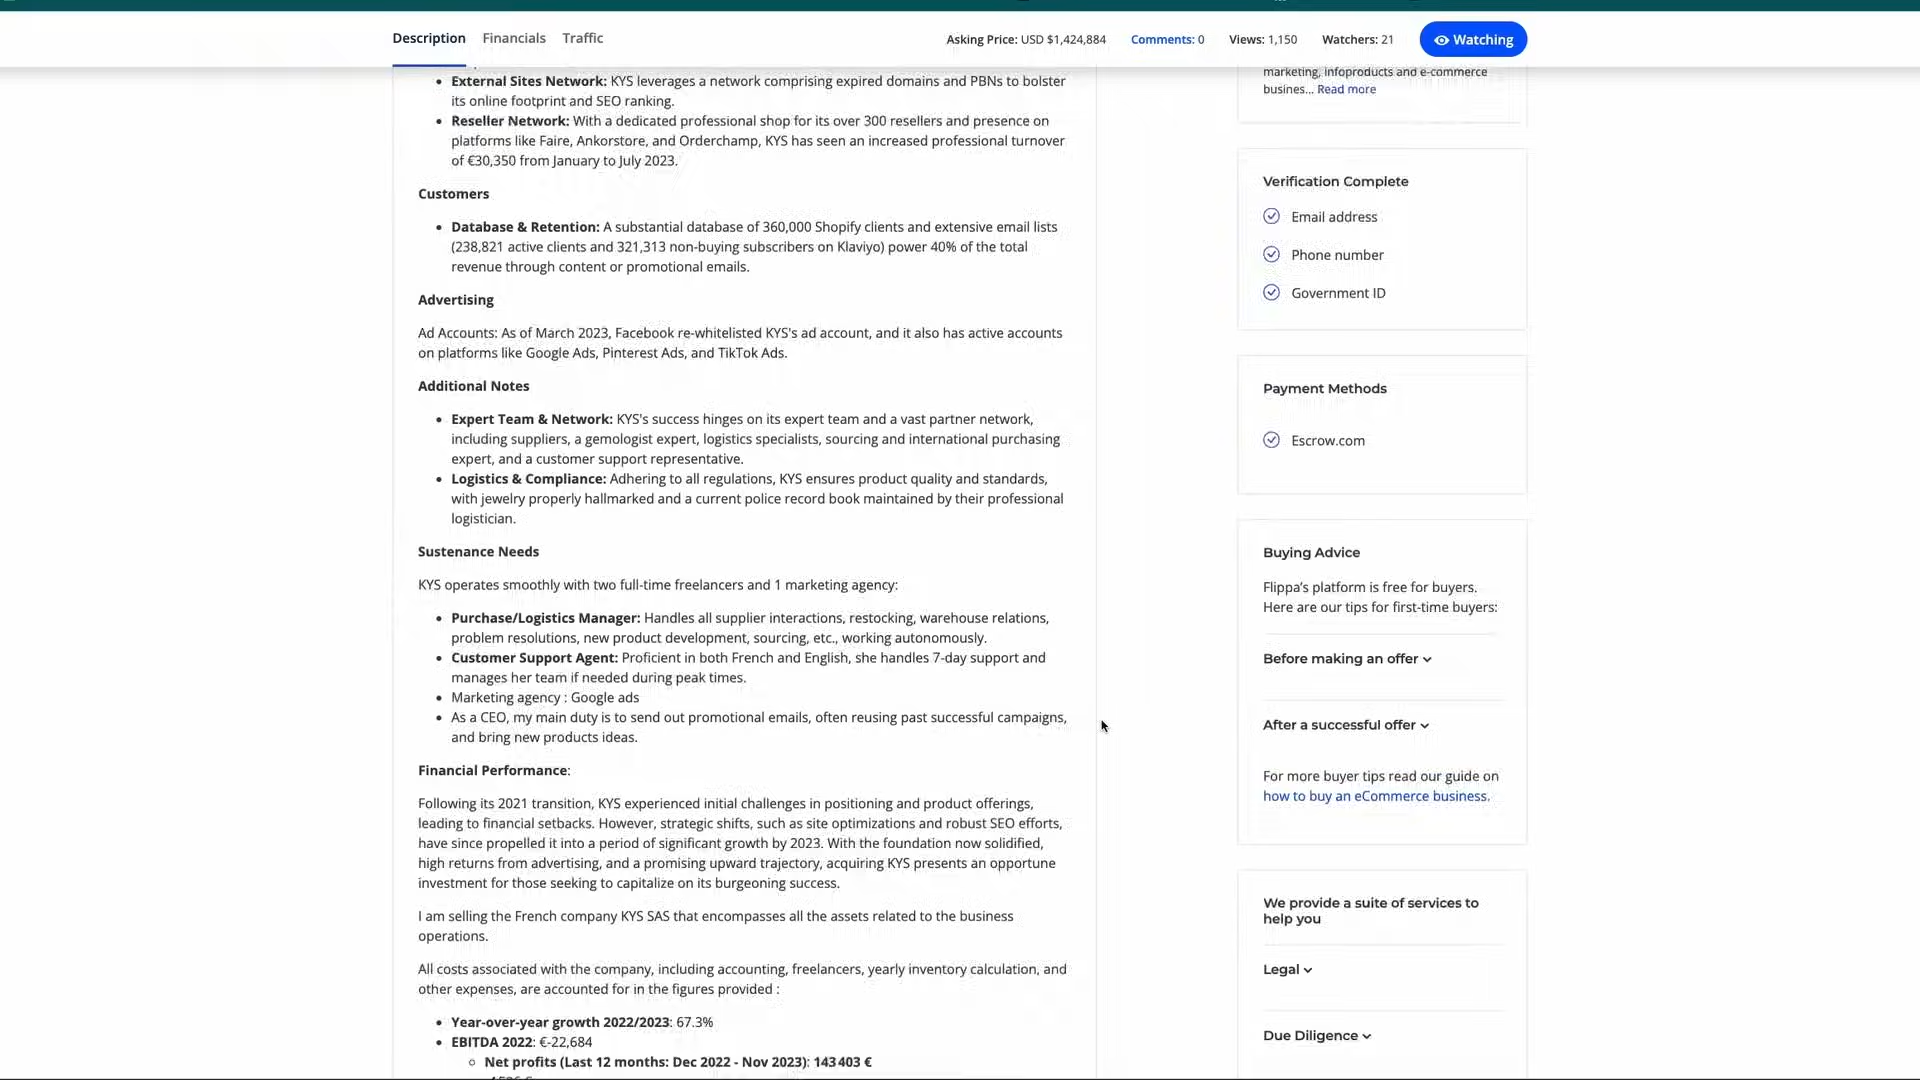 Description Financials Traffic Asking Price: USD $1,424,884 Comments: 0 Views: 1,150 Watchers: 21 Watching
• External Sites Network: KYS leverages a network comprising expired domains and PBNs to bolster
its online footprint and SEO ranking.
• Reseller Network: With a dedicated professional shop for its over 300 resellers and presence on
platforms like Faire, Ankorstore, and Orderchamp, KYS has seen an increased professional turnover
of €30,350 from January to July 2023.
Customers
• Database & Retention: A substantial database of 360,000 Shopify clients and extensive email lists
(238,821 active clients and 321,313 non-buying subscribers on Klaviyo) power 40% of the total
revenue through content or promotional emails.
Advertising
Ad Accounts: As of March 2023, Facebook re-whitelisted KYS's ad account, and it also has active accounts
on platforms like Google Ads, Pinterest Ads, and TikTok Ads.
Additional Notes
• Expert Team & Network: KYS's success hinges on its expert team and a vast partner network,
including suppliers, a gemologist expert, logistics specialists, sourcing and international purchasing
expert, and a customer support representative.
• Logistics & Compliance: Adhering to all regulations, KYS ensures product quality and standards,
with jewelry properly hallmarked and a current police record book maintained by their professional
logistician.
Sustenance Needs
KYS operates smoothly with two full-time freelancers and 1 marketing agency:
• Purchase/Logistics Manager: Handles all supplier interactions, restocking, warehouse relations,
problem resolutions, new product development, sourcing, etc., working autonomously.
• Customer Support Agent: Proficient in both French and English, she handles 7-day support and
manages her team if needed during peak times.
• Marketing agency : Google ads
• As a CEO, my main duty is to send out promotional emails, often reusing past successful campaigns,
and bring new products ideas.
Financial Performance:
Following its 2021 transition, KYS experienced initial challenges in positioning and product offerings,
leading to financial setbacks. However, strategic shifts, such as site optimizations and robust SEO efforts,
have since propelled it into a period of significant growth by 2023. With the foundation now solidified,
high returns from advertising, and a promising upward trajectory, acquiring KYS presents an opportune
investment for those seeking to capitalize on its burgeoning success.
I am selling the French company KYS SAS that encompasses all the assets related to the business
operations.
All costs associated with the company, including accounting, freelancers, yearly inventory calculation, and
other expenses, are accounted for in the figures provided :
• Year-over-year growth 2022/2023: 67.3%
• EBITDA 2022: €-22,684
◦ Net profits (Last 12 months: Dec 2022 - Nov 2023): 143 403 €
marketing, infoproducts and e-commerce
busines... Read more
Verification Complete
Email address
Phone number
Government ID
Payment Methods
Escrow.com
Buying Advice
Flippa’s platform is free for buyers.
Here are our tips for first-time buyers:
Before making an offer
After a successful offer
For more buyer tips read our guide on
how to buy an eCommerce business.
We provide a suite of services to
help you
Legal
Due Diligence